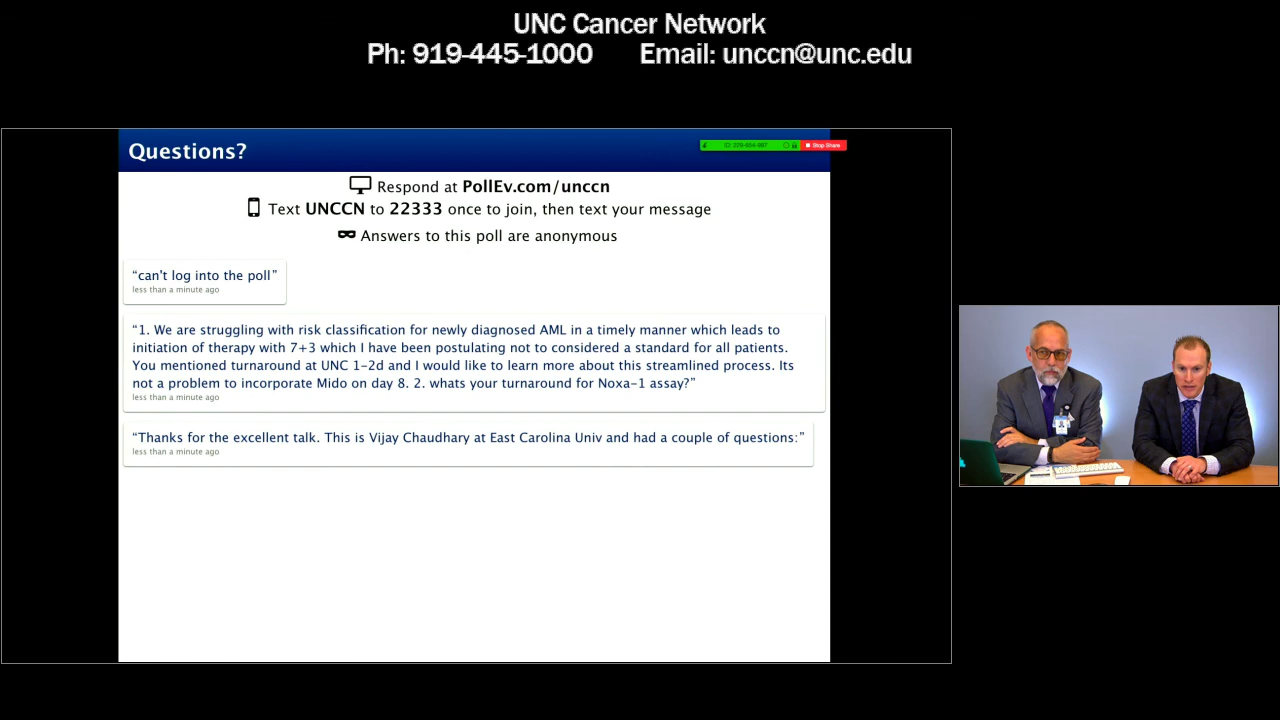 UNC Cancer Network
Ph: 919-445-1000 Email: unccn@unc.edu
Questions?
Stop Share
Respond at PollEv.com/unccn
Text UNCCN to 22333 once to join, then text your message
Answers to this poll are anonymous
“can't log into the poll”
less than a minute ago
“1. We are struggling with risk classification for newly diagnosed AML in a timely manner which leads to
initiation of therapy with 7+3 which I have been postulating not to considered a standard for all patients.
You mentioned turnaround at UNC 1-2d and I would like to learn more about this streamlined process. Its
not a problem to incorporate Mido on day 8. 2. whats your turnaround for Noxa-1 assay?”
less than a minute ago
“Thanks for the excellent talk. This is Vijay Chaudhary at East Carolina Univ and had a couple of questions:”
less than a minute ago